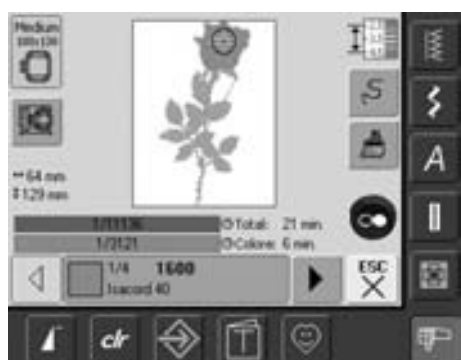 Medium
100x130
64 mm
129 mm
S
A
1/11136
Total: 21 min.
1/3121
Colore: 6 min.
1/4 1600
Isacord 40
ESC
clr